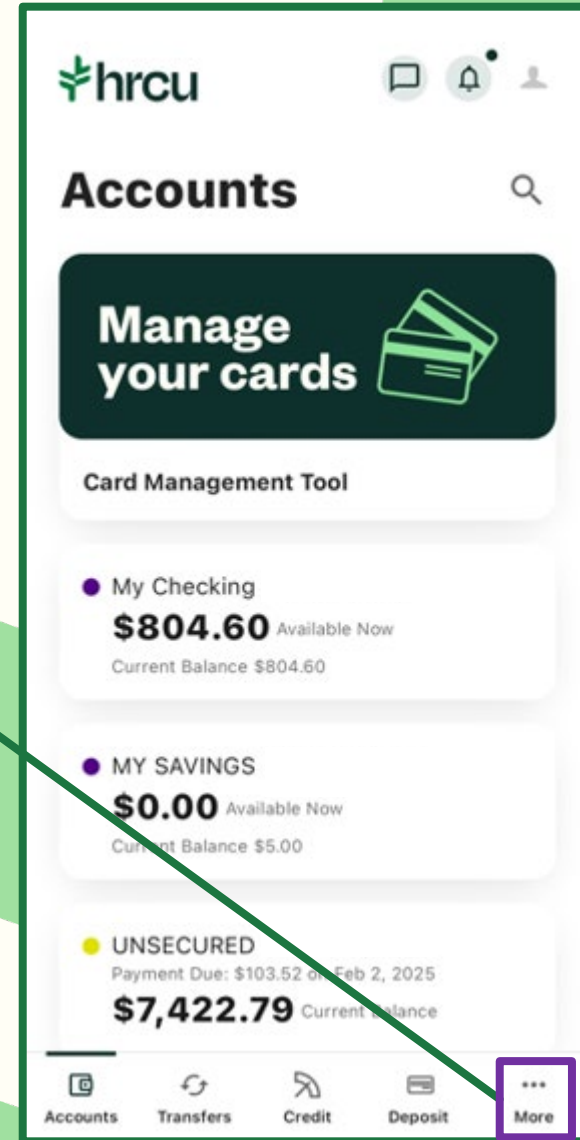 hrcu
Accounts
Manage
your cards
Card Management Tool
My Checking
$804.60 Available Now
Current Balance $804.60
MY SAVINGS
$0.00 Available Now
Current Balance $5.00
UNSECURED
Payment Due: $103.52 on Feb 2, 2025
$7,422.79 Current Balance
Accounts Transfers Credit Deposit More